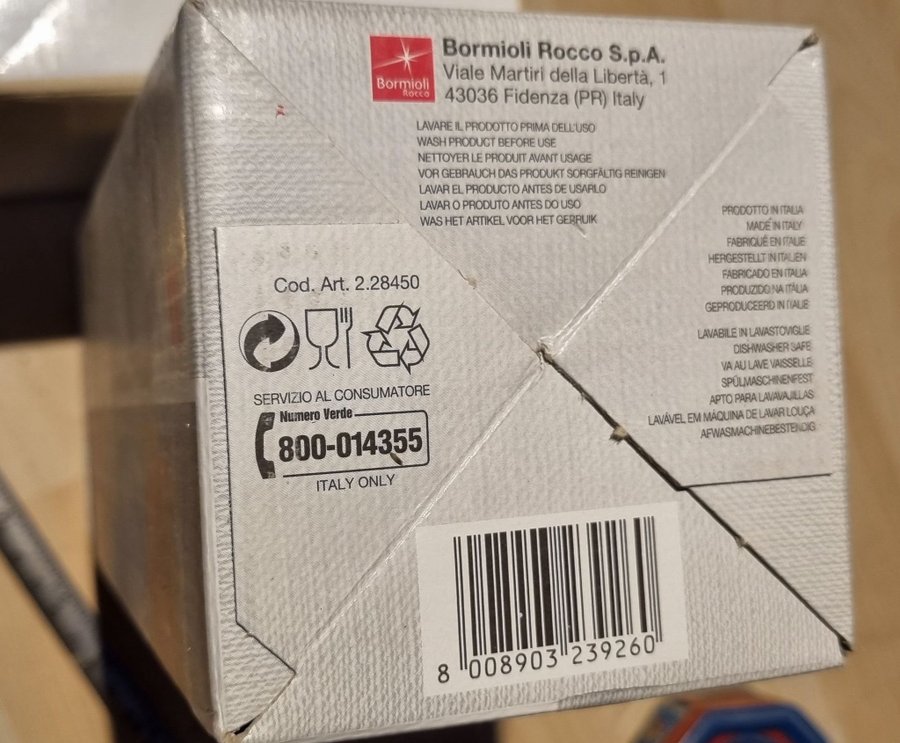 Bormioli
Rocco
Bormioli Rocco S.p.A.
Viale Martiri della Libertà, 1
43036 Fidenza (PR) Italy
LAVARE IL PRODOTTO PRIMA DELL'USO
WASH PRODUCT BEFORE USE
NETTOYER LE PRODUIT AVANT USAGE
VOR GEBRAUCH DAS PRODUKT SORGFÄLTIG REINIGEN
LAVAR EL PRODUCTO ANTES DE USARLO
LAVAR O PRODUTO ANTES DO USO
WAS HET ARTIKEL VOOR HET GEBRUIK
PRODOTTO IN ITALIA
MADE IN ITALY
FABRIQUÉ EN ITALIE
HERGESTELLT IN ITALIEN
FABRICADO EN ITALIA
PRODUZIDO NA ITÁLIA
GEPRODUCEERD IN ITALIE
LAVABILE IN LAVASTOVIGLIE
DISHWASHER SAFE
VA AU LAVE VAISSELLE
SPÜLMASCHINENFEST
APTO PARA LAVAVAJILLAS
LAVÁVEL EM MÁQUINA DE LAVAR LOUÇA
AFWASMACHINEBESTENDIG
Cod. Art. 2.28450
SERVIZIO AL CONSUMATORE
Numero Verde
800-014355
ITALY ONLY
8 008903 239260